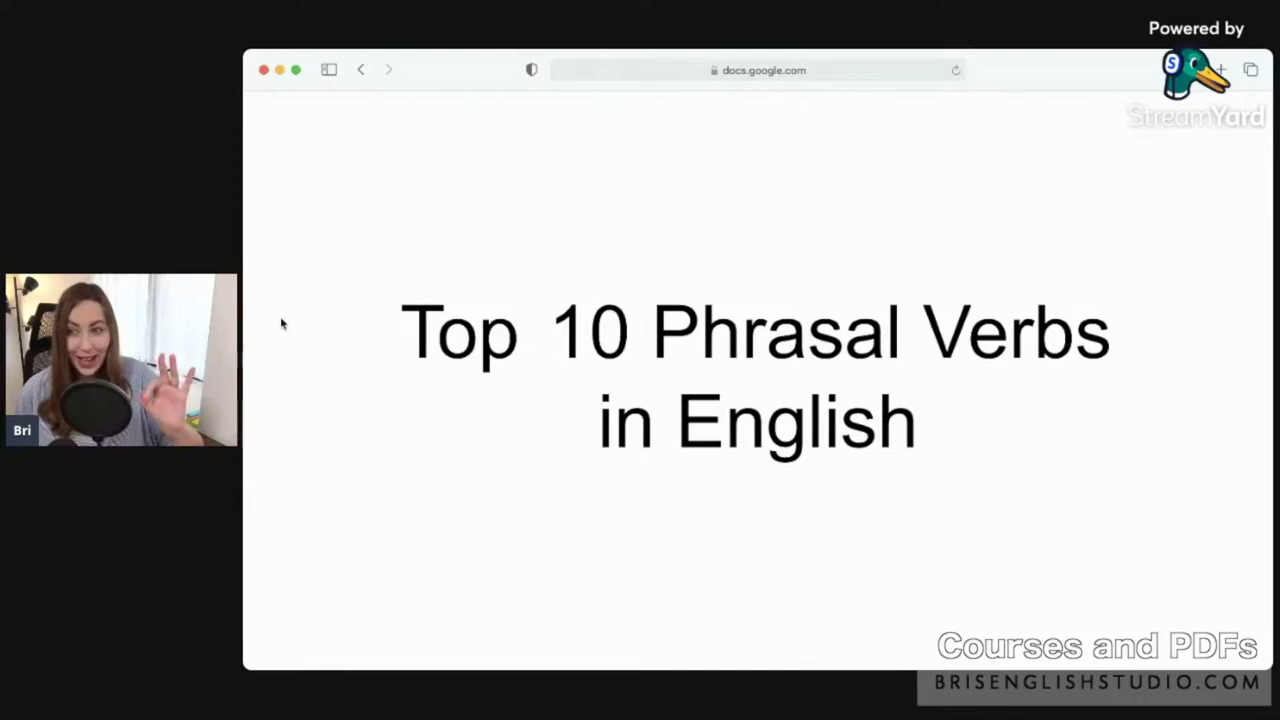 Powered by
StreamYard
docs.google.com
Top 10 Phrasal Verbs
in English
Bri
Courses and PDFs
BRISENGLISHSTUDIO.COM